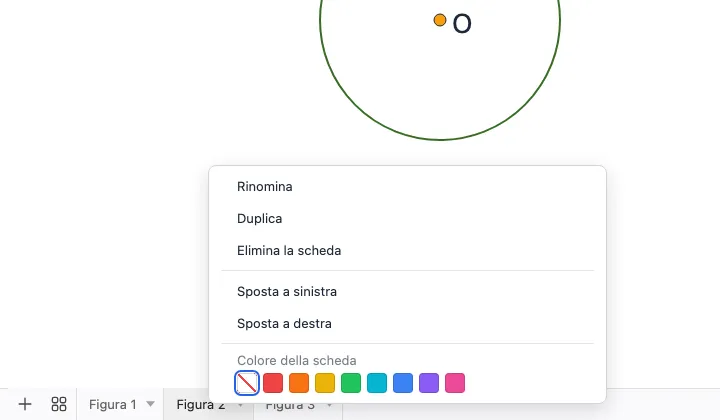 O
Rinomina
Duplica
Elimina la scheda
Sposta a sinistra
Sposta a destra
Colore della scheda
Figura 1
Figura 2
Figura 3